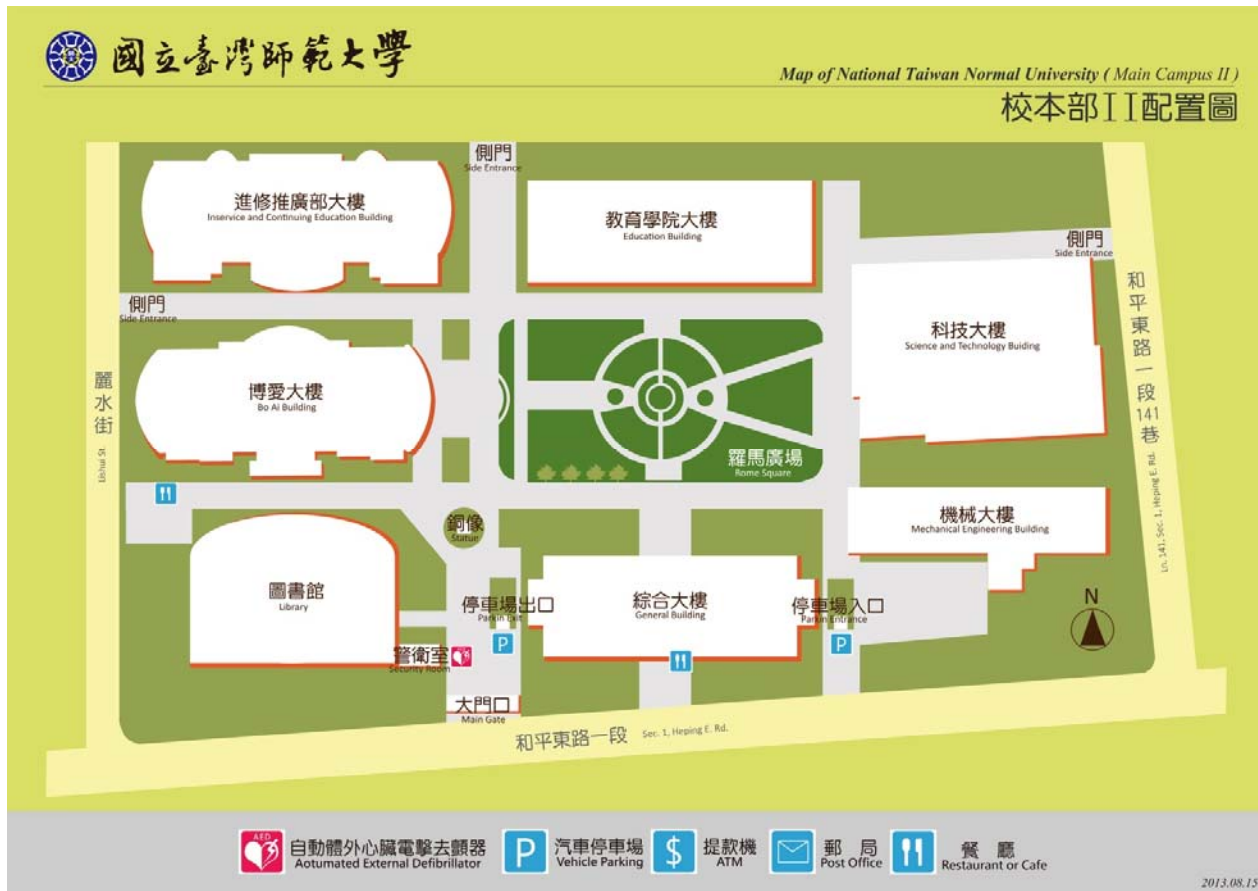 國立臺灣師範大學
Map of National Taiwan Normal University ( Main Campus II )
校本部II配置圖
側門
Side Entrance
進修推廣部大樓
Inservice and Continuing Education Building
教育學院大樓
Education Building
側門
Side Entrance
側門
Side Entrance
科技大樓
Science and Technology Buiding
和平東路一段141巷
Ln. 141, Sec. 1, Heping E. Rd.
麗水街
Lishui St.
博愛大樓
Bo Ai Building
羅馬廣場
Rome Square
銅像
Statue
機械大樓
Mechanical Engineering Building
圖書館
Library
停車場出口
Parkin Exit
P
綜合大樓
General Building
停車場入口
Parkin Entrance
P
N
警衛室
Security Room
大門口
Main Gate
和平東路一段 Sec. 1, Heping E. Rd.
AED
自動體外心臟電擊去顫器
Aotumated External Defibrillator
P
汽車停車場
Vehicle Parking
$
提款機
ATM
郵局
Post Office
餐廳
Restaurant or Cafe
2013.08.15